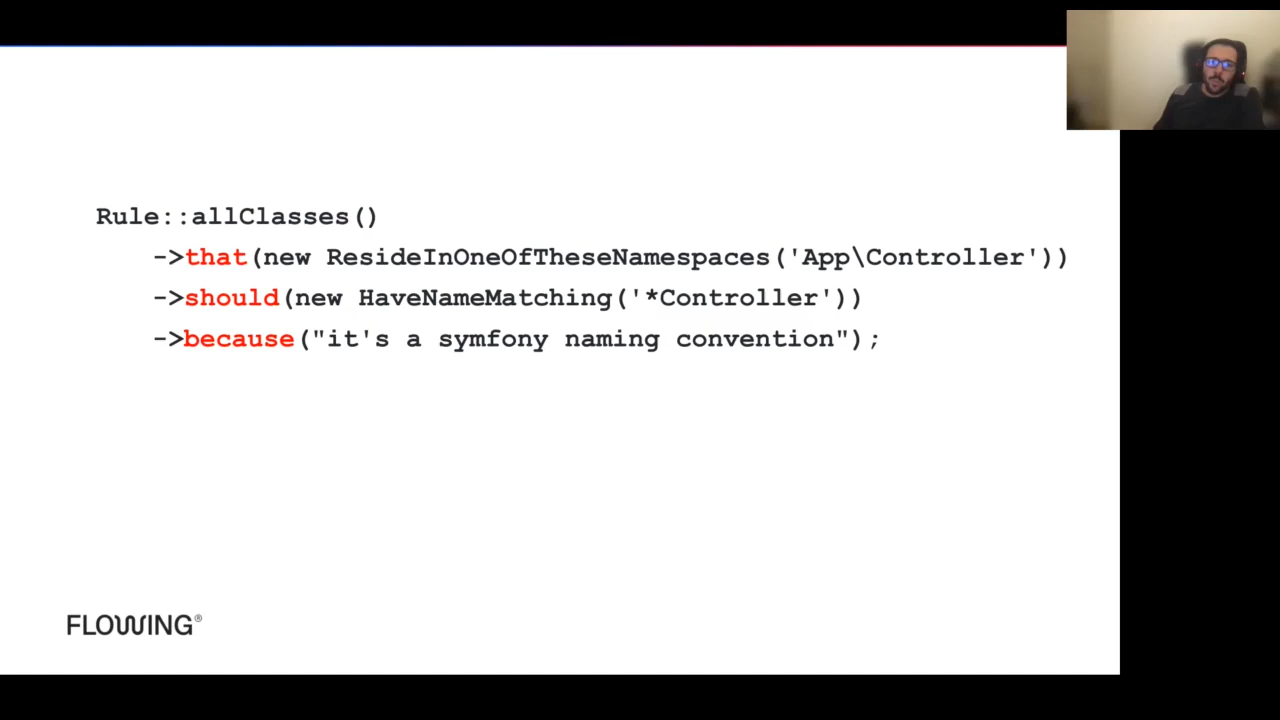 Rule::allClasses()
->that(new ResideInOneOfTheseNamespaces('App\Controller'))
->should(new HaveNameMatching('*Controller'))
->because("it's a symfony naming convention");
FLOWING®